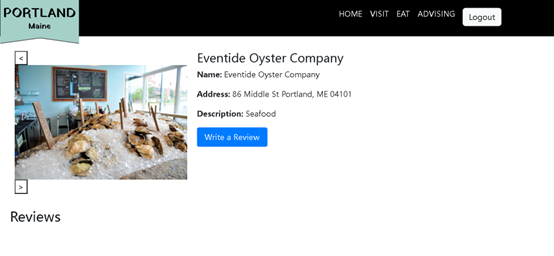 PORTLAND
Maine
HOME VISIT EAT ADVISING Logout
<
Eventide Oyster Company
Name: Eventide Oyster Company
Address: 86 Middle St Portland, ME 04101
Description: Seafood
Write a Review
>
Reviews